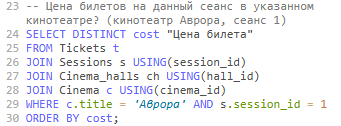 23 -- Цена билетов на данный сеанс в указанном
кинотеатре? (кинотеатр Аврора, сеанс 1)
24 SELECT DISTINCT cost "Цена билета"
25 FROM Tickets t
26 JOIN Sessions s USING(session_id)
27 JOIN Cinema_halls ch USING(hall_id)
28 JOIN Cinema c USING(cinema_id)
29 WHERE c.title = 'Аврора' AND s.session_id = 1
30 ORDER BY cost;